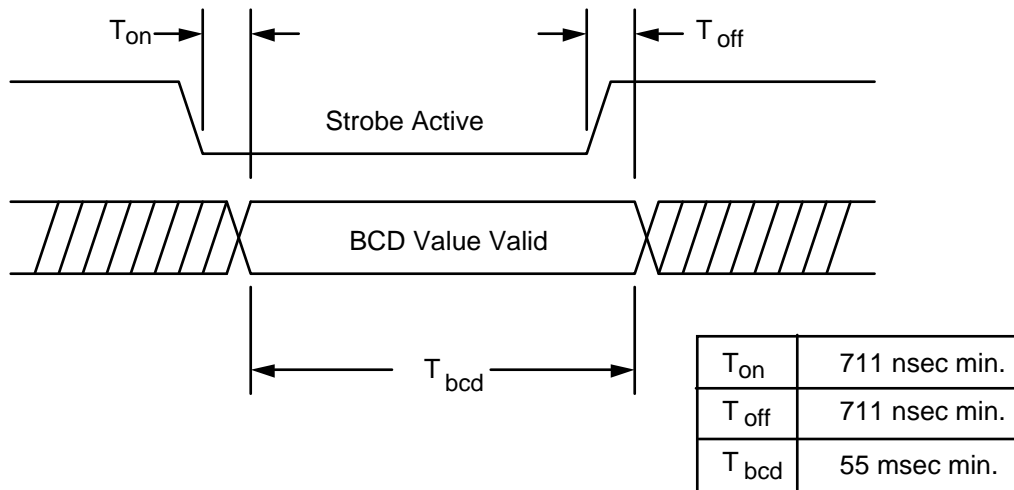 Ton
Toff
Strobe Active
BCD Value Valid
Tbcd
Ton 711 nsec min.
Toff 711 nsec min.
Tbcd 55 msec min.